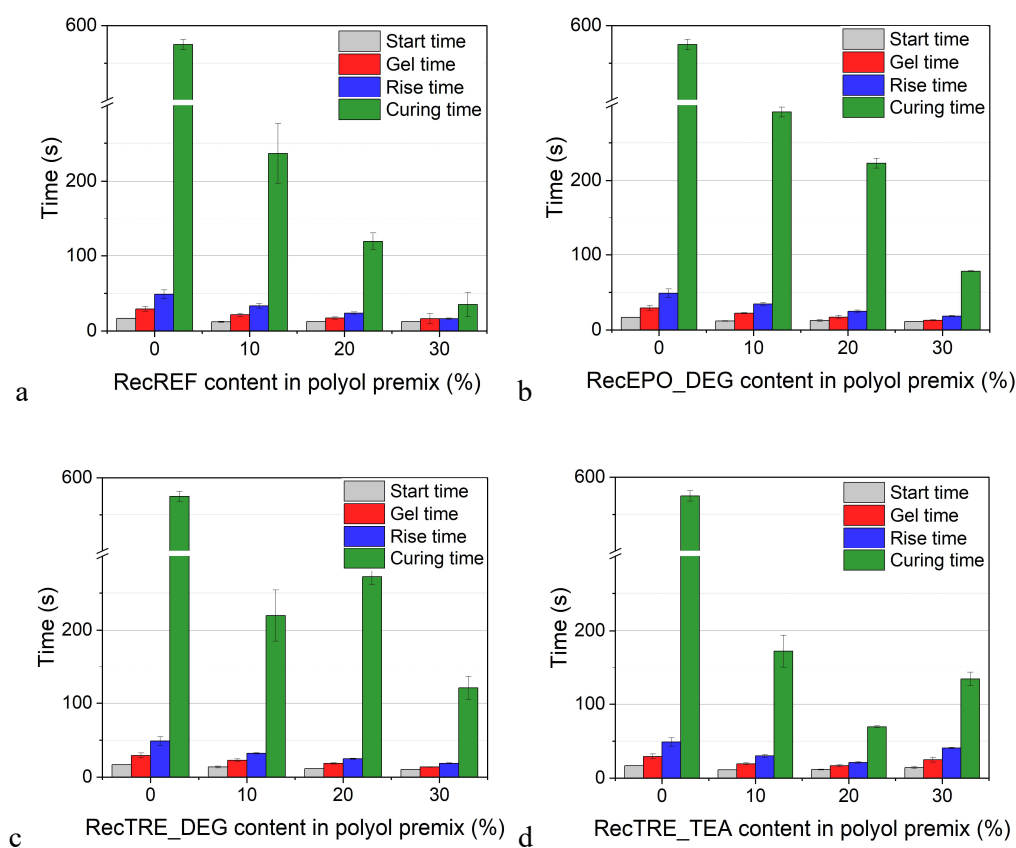 600
Start time
Gel time
Rise time
Curing time
200
100
0
Time (s)
0 10 20 30
RecREF content in polyol premix (%)
a
600
Start time
Gel time
Rise time
Curing time
200
100
0
Time (s)
0 10 20 30
RecEPO_DEG content in polyol premix (%)
b
600
Start time
Gel time
Rise time
Curing time
200
100
0
Time (s)
0 10 20 30
RecTRE_DEG content in polyol premix (%)
c
600
Start time
Gel time
Rise time
Curing time
200
100
0
Time (s)
0 10 20 30
RecTRE_TEA content in polyol premix (%)
d